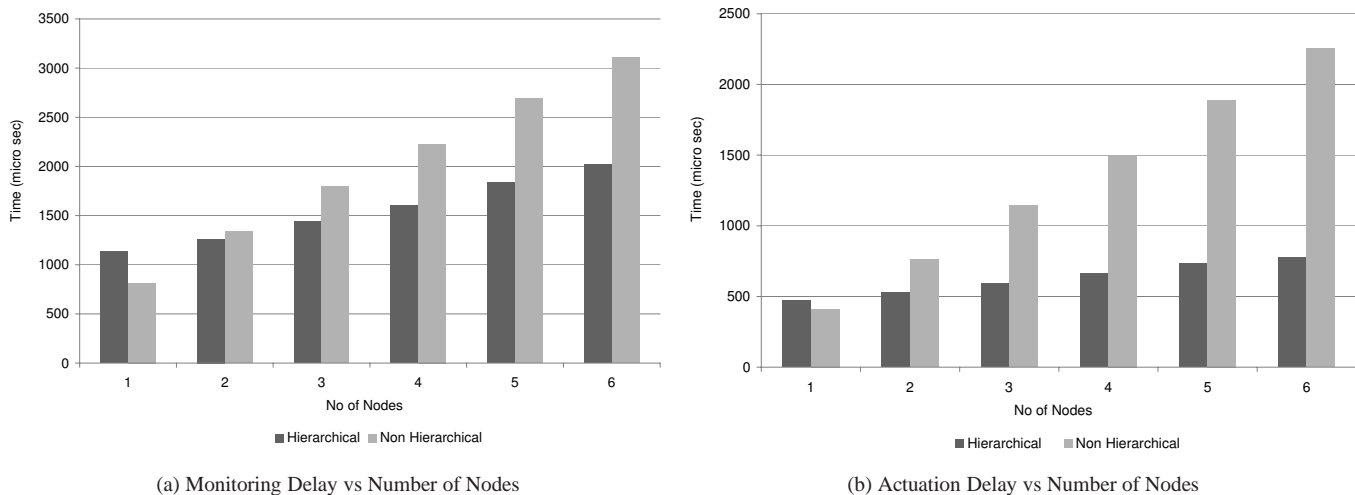 3500
3000
2500
2000
1500
1000
500
0
Time (micro sec)
1 2 3 4 5 6
No of Nodes
Hierarchical Non Hierarchical
(a) Monitoring Delay vs Number of Nodes
2500
2000
1500
1000
500
0
Time (micro sec)
1 2 3 4 5 6
No of Nodes
Hierarchical Non Hierarchical
(b) Actuation Delay vs Number of Nodes